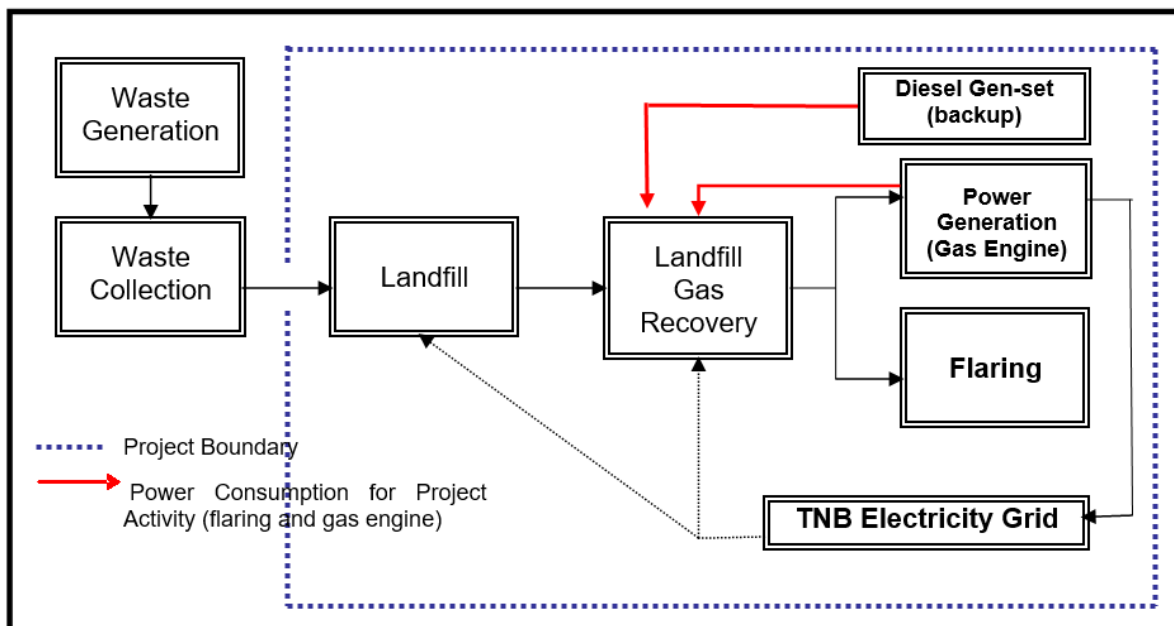 Waste
Generation
Diesel Gen-set
(backup)
Waste
Collection
Landfill
Landfill
Gas
Recovery
Power
Generation
(Gas Engine)
Flaring
TNB Electricity Grid
Project Boundary
Power Consumption for Project
Activity (flaring and gas engine)